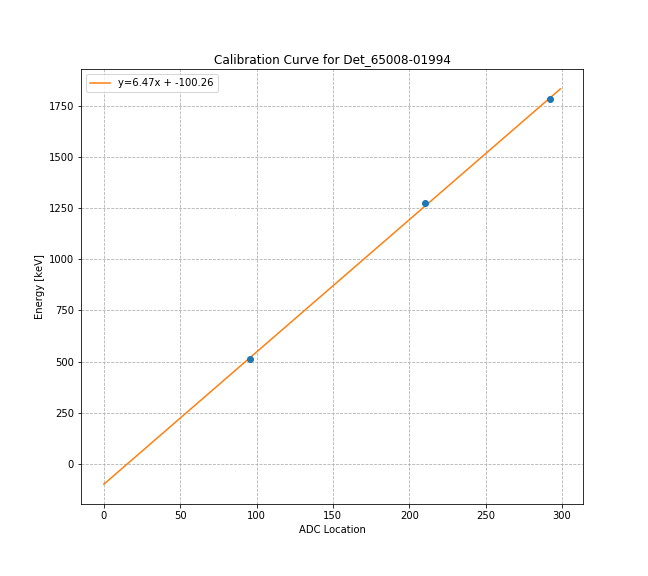 Calibration Curve for Det_65008-01994
y=6.47x + -100.26
1750
1500
1250
1000
750
500
250
0
Energy [keV]
0 50 100 150 200 250 300
ADC Location